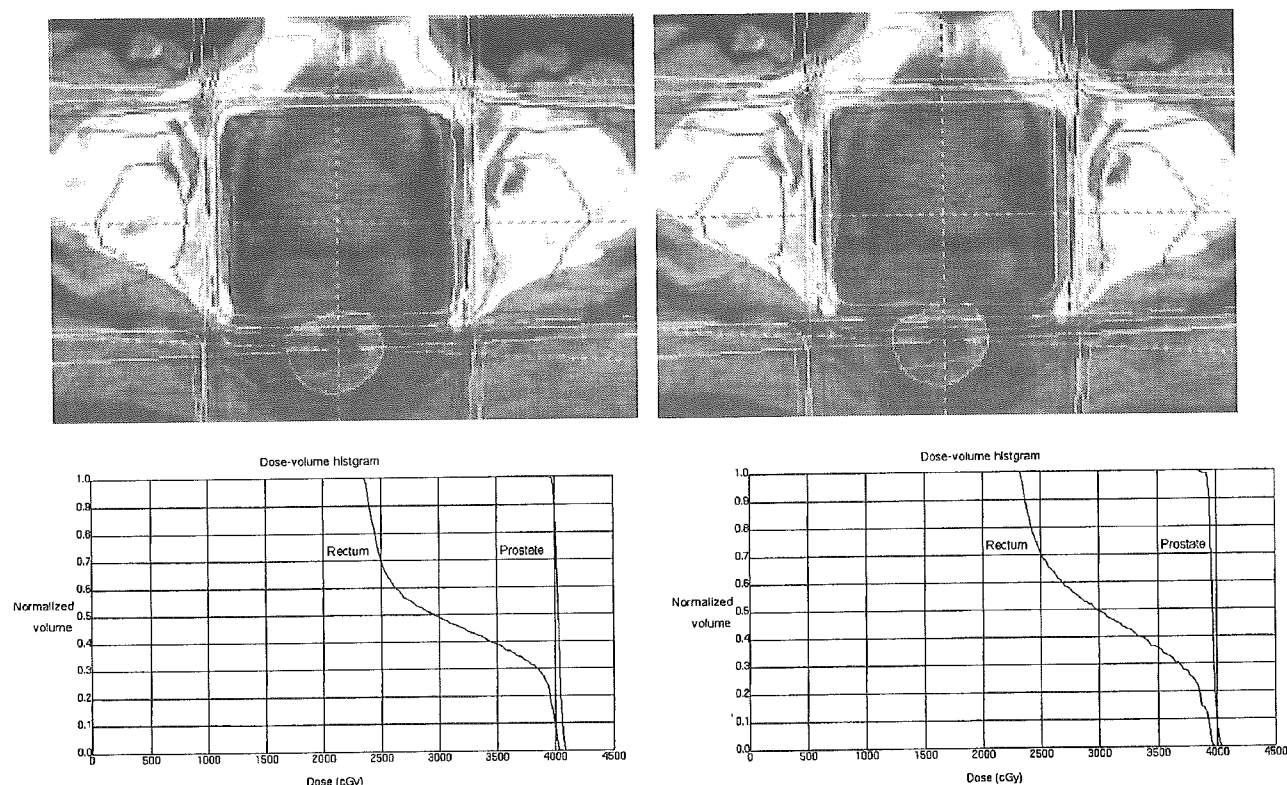 Dose-volume histgram
1.0
0.9
0.8
0.7
0.6
0.5
0.4
0.3
0.2
0.1
0.0
Normalized
volume
Rectum
Prostate
0 500 1000 1500 2000 2500 3000 3500 4000 4500
Dose (cGy)
Dose-volume histgram
1.0
0.9
0.8
0.7
0.6
0.5
0.4
0.3
0.2
0.1
0.0
Normalized
volume
Rectum
Prostate
0 500 1000 1500 2000 2500 3000 3500 4000 4500
Dose (cGy)